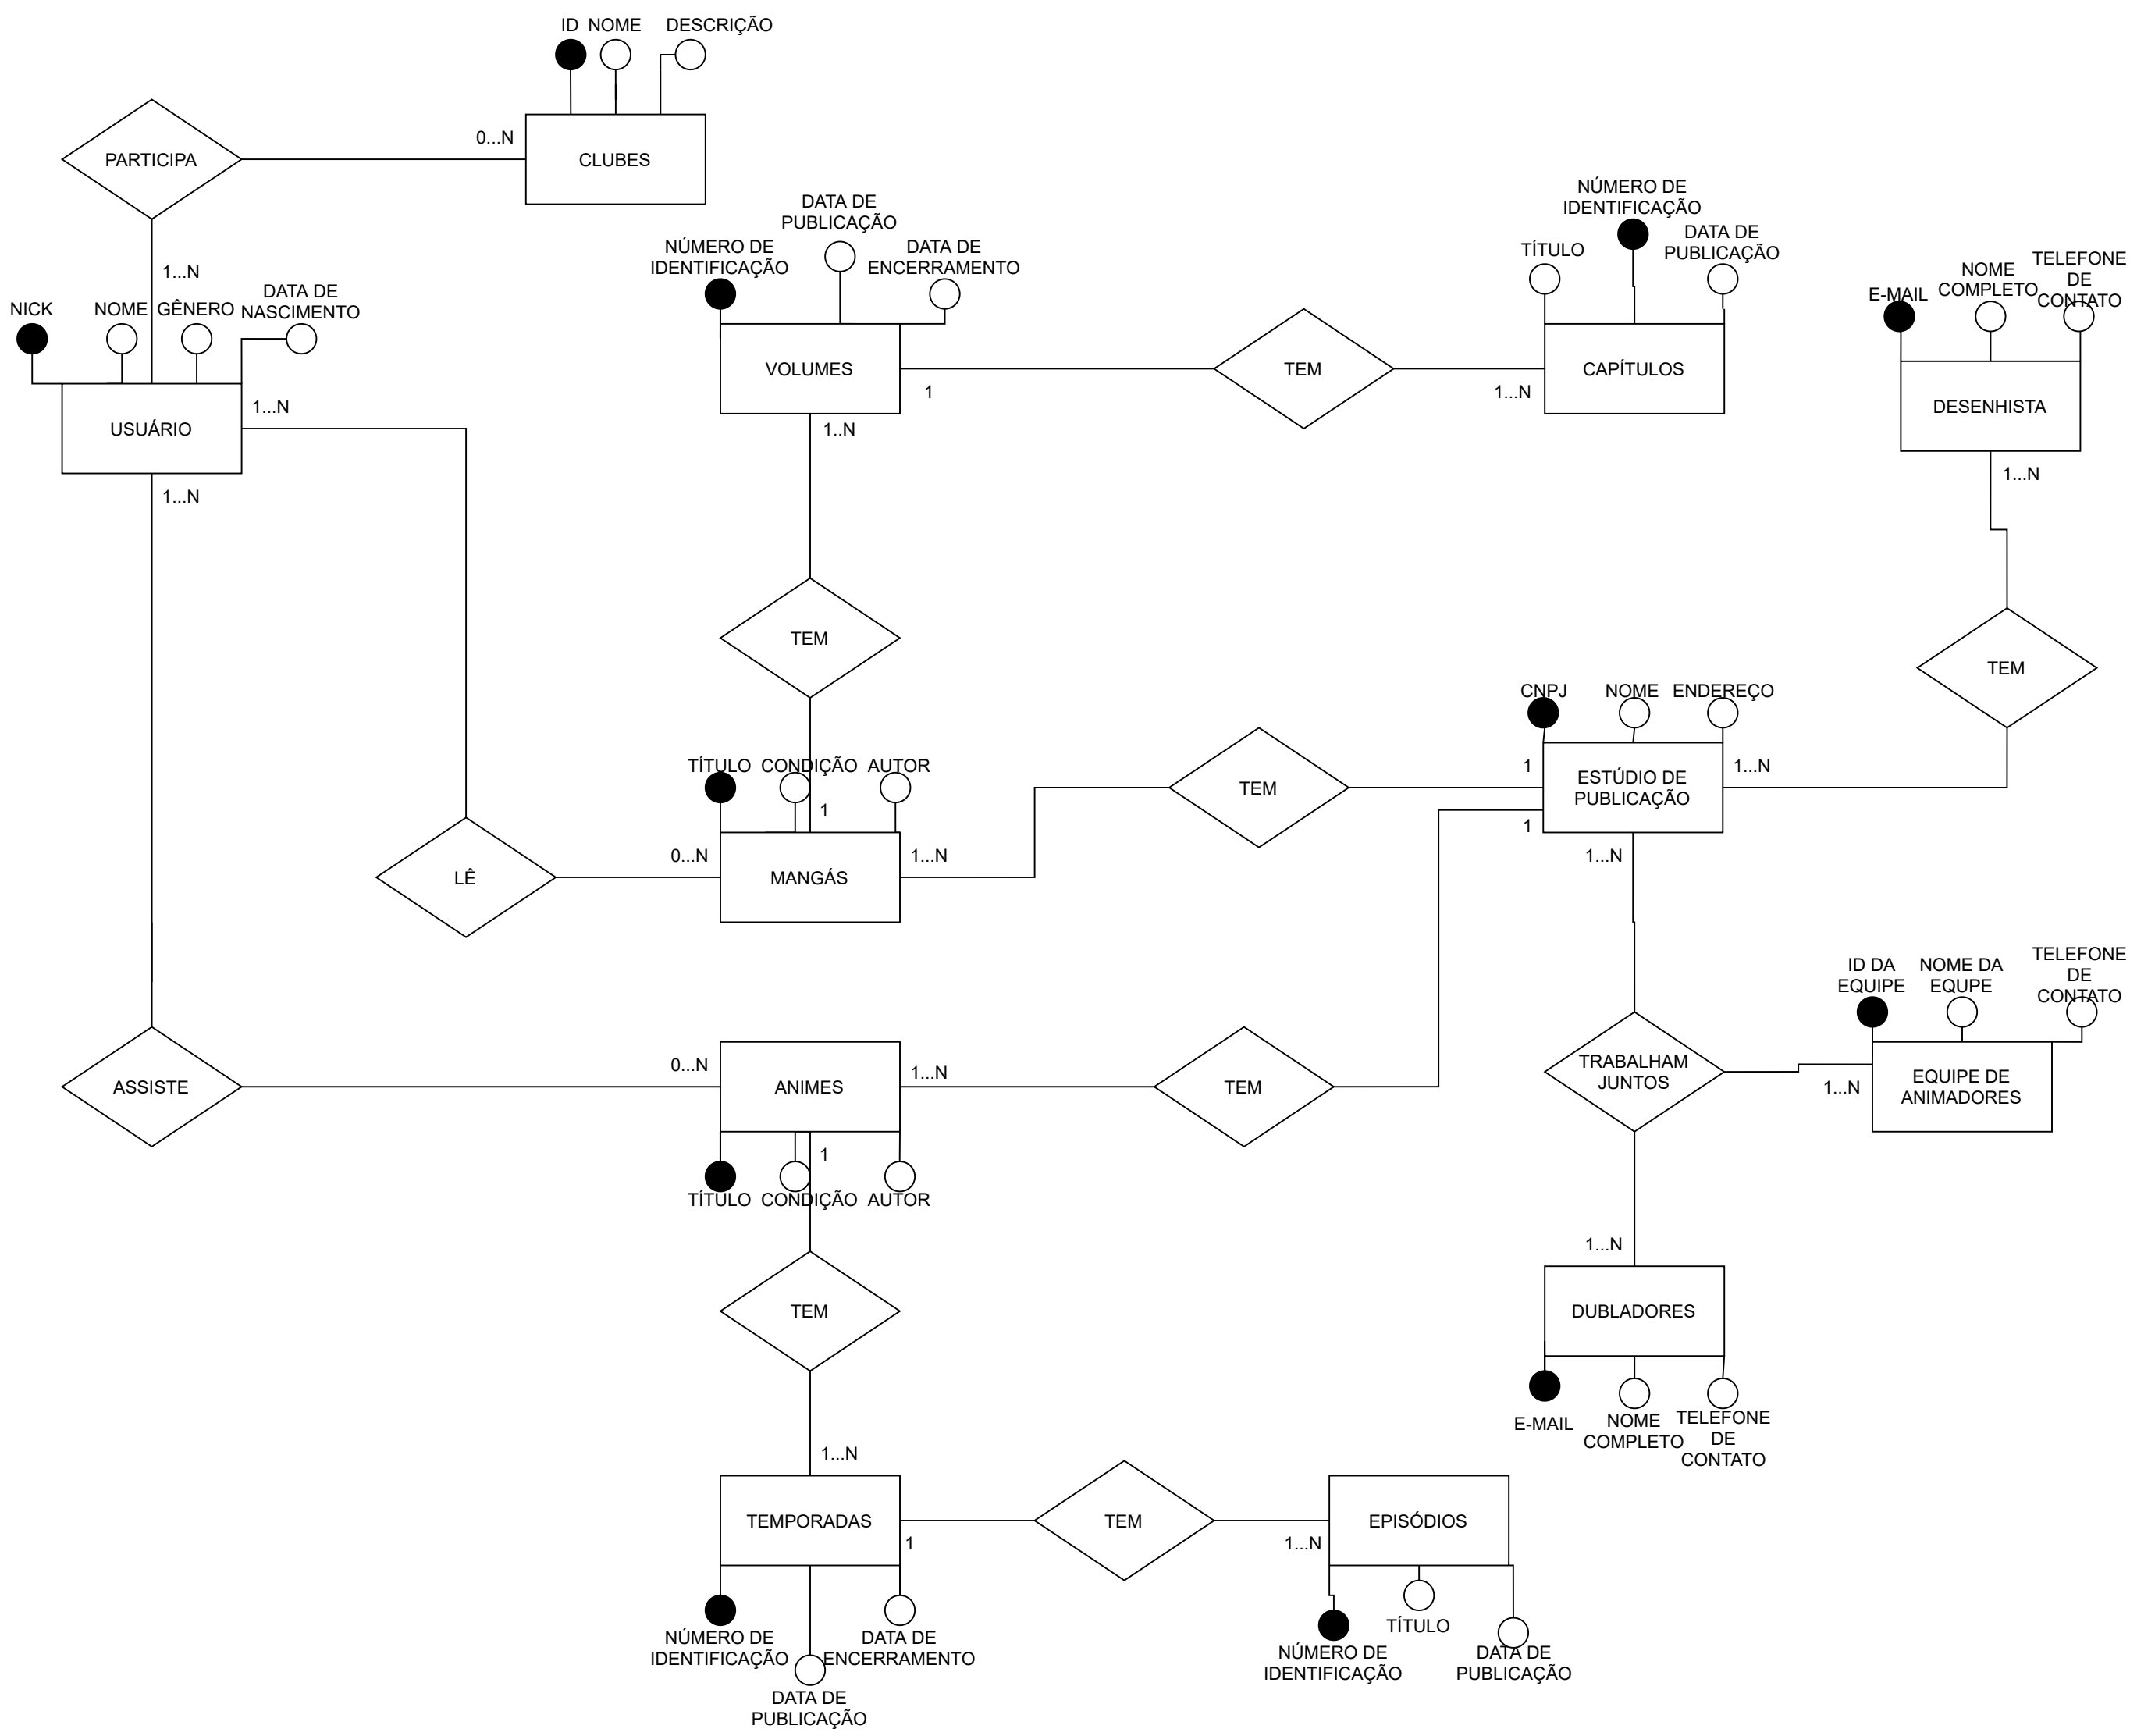 ID
NOME
DESCRIÇÃO
PARTICIPA
0...N
CLUBES
1...N
NICK
NOME
GÊNERO
DATA DE
NASCIMENTO
USUÁRIO
1...N
1...N
NÚMERO DE
IDENTIFICAÇÃO
DATA DE
PUBLICAÇÃO
DATA DE
ENCERRAMENTO
VOLUMES
1
1..N
TEM
TÍTULO
NÚMERO DE
IDENTIFICAÇÃO
DATA DE
PUBLICAÇÃO
CAPÍTULOS
1...N
E-MAIL
NOME
COMPLETO
TELEFONE
DE
CONTATO
DESENHISTA
1...N
TEM
TEM
CNPJ
NOME
ENDEREÇO
1
ESTÚDIO DE
PUBLICAÇÃO
1...N
1
1...N
TÍTULO
CONDIÇÃO
AUTOR
1
TEM
LÊ
0...N
MANGÁS
1...N
ASSISTE
0...N
ANIMES
1...N
TEM
TÍTULO
CONDIÇÃO
AUTOR
1
TRABALHAM
JUNTOS
ID DA
EQUIPE
NOME DA
EQUPE
TELEFONE
DE
CONTATO
1...N
EQUIPE DE
ANIMADORES
1...N
DUBLADORES
E-MAIL
NOME
COMPLETO
TELEFONE
DE
CONTATO
TEM
1...N
TEMPORADAS
1
TEM
1...N
EPISÓDIOS
NÚMERO DE
IDENTIFICAÇÃO
DATA DE
PUBLICAÇÃO
DATA DE
ENCERRAMENTO
NÚMERO DE
IDENTIFICAÇÃO
TÍTULO
DATA DE
PUBLICAÇÃO